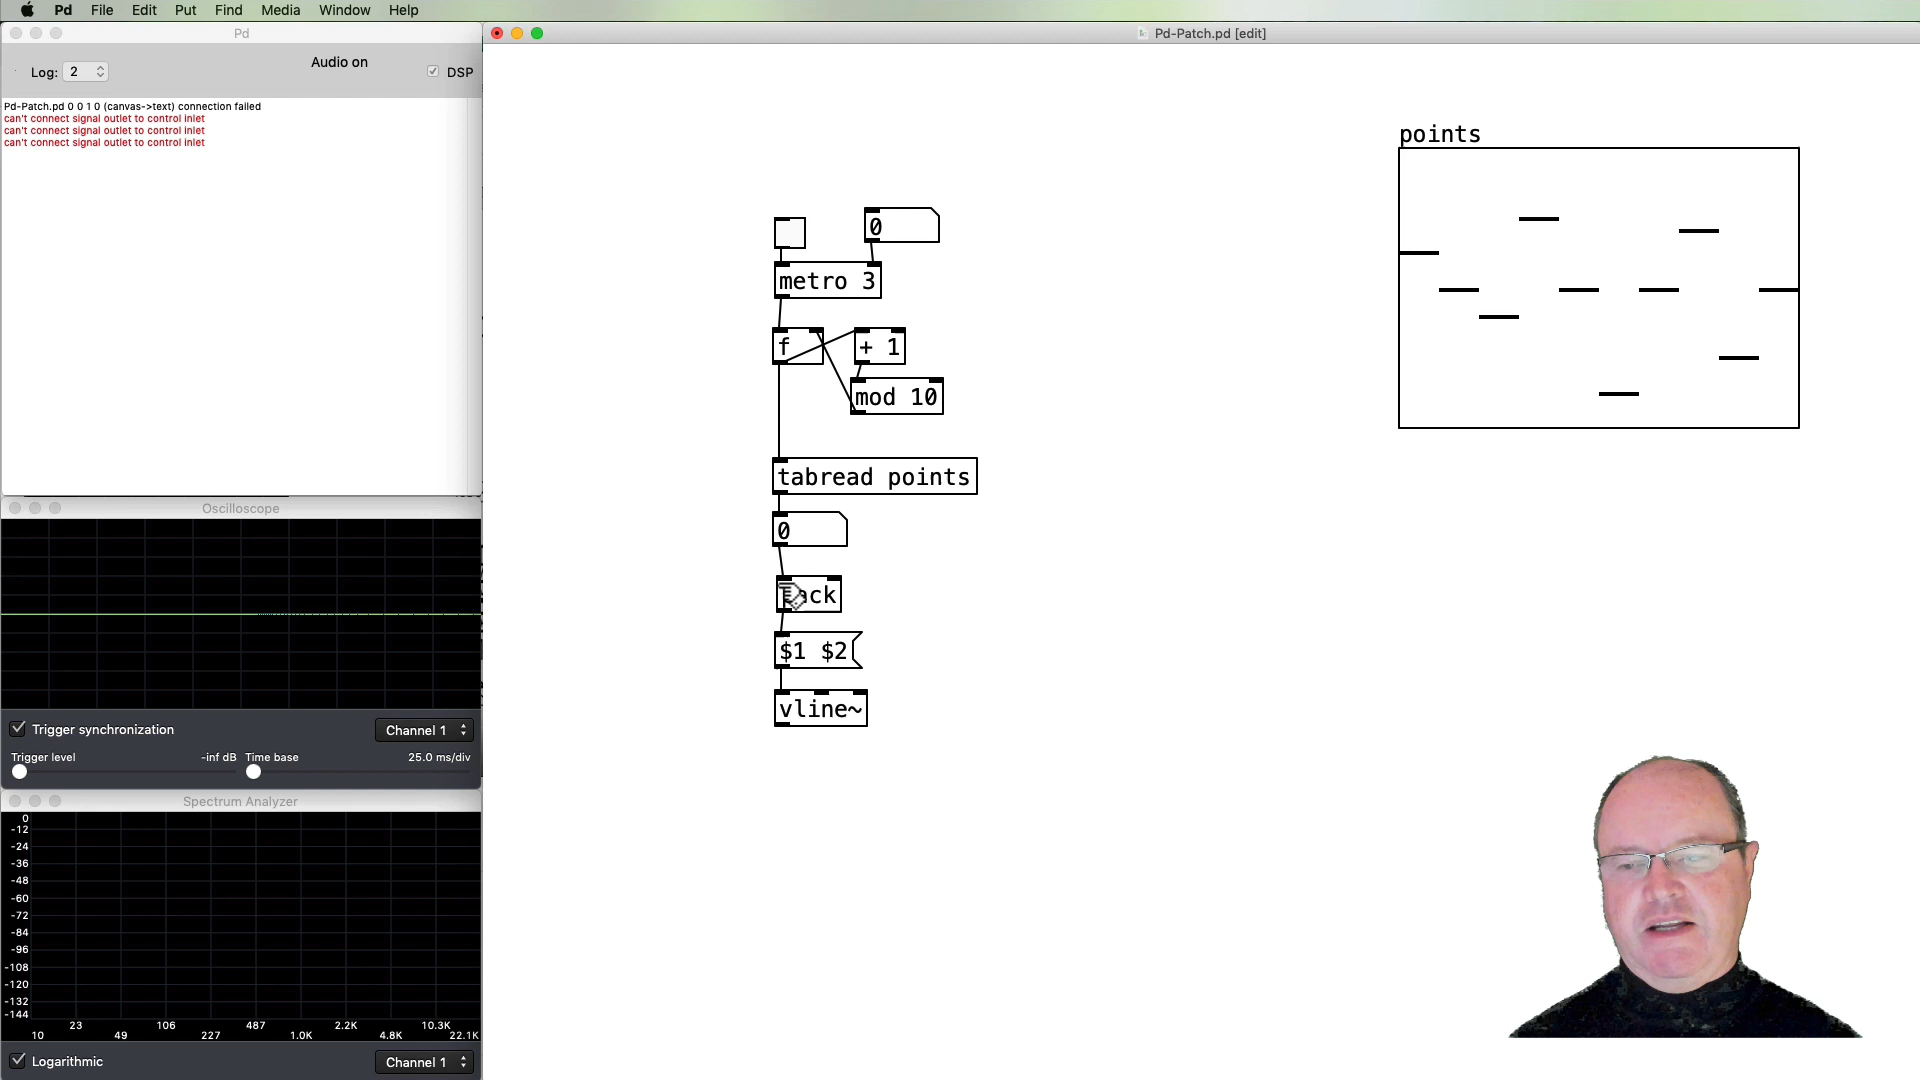 Pd File Edit Put Find Media Window Help
Pd
Log: 2
Audio on
DSP
Pd-Patch.pd 0 0 1 0 (canvas->text) connection failed
can't connect signal outlet to control inlet
can't connect signal outlet to control inlet
can't connect signal outlet to control inlet
Oscilloscope
Trigger synchronization
Channel 1
Trigger level
-inf dB
Time base
25.0 ms/div
Spectrum Analyzer
0
-12
-24
-36
-48
-60
-72
-84
-96
-108
-120
-132
-144
23 106 487 2.2K 10.3K
10 49 227 1.0K 4.8K 22.1K
Logarithmic
Channel 1
Pd-Patch.pd [edit]
0
metro 3
f
+ 1
mod 10
tabread points
0
$1 $2
vline~
points